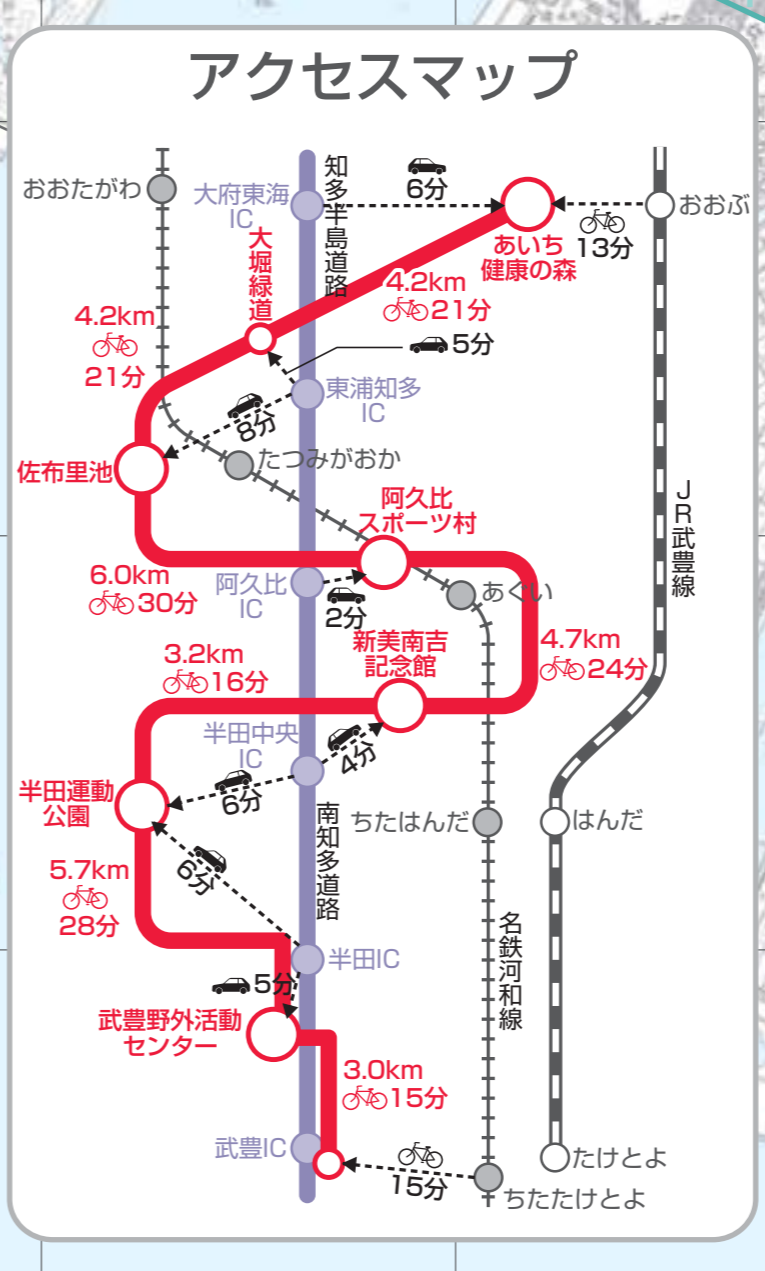 アクセスマップ
おおたがわ
大府東海
IC
知多半島道路
6分
あいち
健康の森
13分
おおぶ
大堀緑道
4.2km
21分
4.2km
21分
5分
東浦知多
IC
8分
佐布里池
たつみがおか
阿久比
スポーツ村
JR武豊線
6.0km
30分
阿久比
IC
2分
あぐい
新美南吉
記念館
4.7km
24分
3.2km
16分
半田中央
IC
4分
6分
半田運動
公園
南知多道路
ちたはんだ
はんだ
6分
5.7km
28分
名鉄河和線
半田IC
5分
武豊野外活動
センター
3.0km
15分
武豊IC
15分
たけとよ
ちたたけとよ